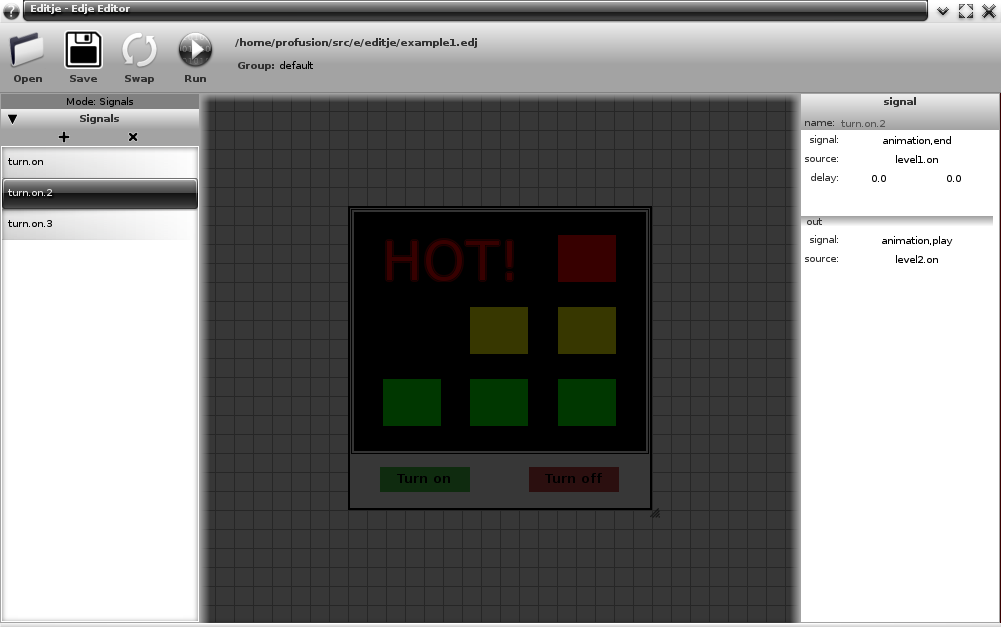 Editje - Edje Editor
Open
Save
Swap
Run
/home/profusion/src/e/editje/example1.edj
Group: default
Mode: Signals
Signals
turn.on
turn.on.2
turn.on.3
HOT!
Turn on
Turn off
signal
name: turn.on.2
signal: animation,end
source: level1.on
delay: 0.0 0.0
out
signal: animation,play
source: level2.on